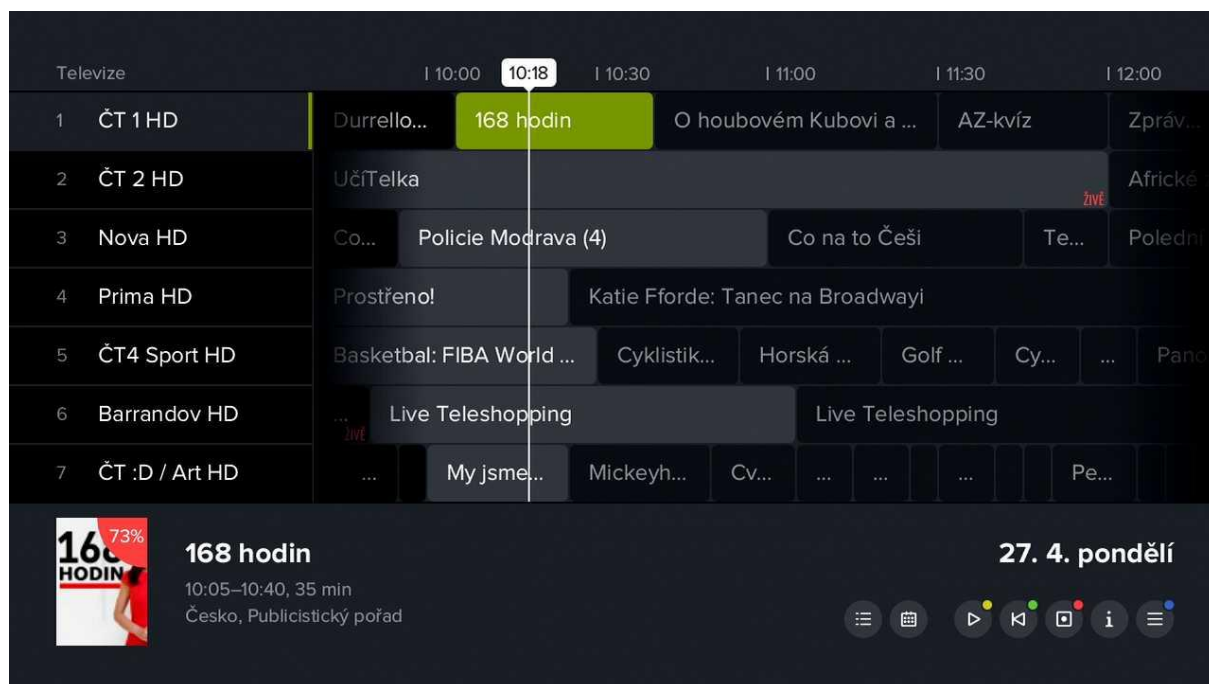 Televize | 10:00 10:18 | 10:30 | 11:00 | 11:30 | 12:00
1 ČT 1 HD Durrello... 168 hodin O houbovém Kubovi a ... AZ-kvíz Zpráv...
2 ČT 2 HD UčíTelka ŽIVĚ Africké
3 Nova HD Co... Policie Modrava (4) Co na to Češi Te... Polední
4 Prima HD Prostřeno! Katie Fforde: Tanec na Broadwayi
5 ČT4 Sport HD Basketbal: FIBA World ... Cyklistik... Horská ... Golf ... Cy... ... Pano
6 Barrandov HD ... ŽIVĚ Live Teleshopping Live Teleshopping
7 ČT :D / Art HD ... My jsme... Mickeyh... Cv... ... ... ... Pe...
168 HODIN 73%
168 hodin
10:05–10:40, 35 min
Česko, Publicistický pořad
27. 4. pondělí